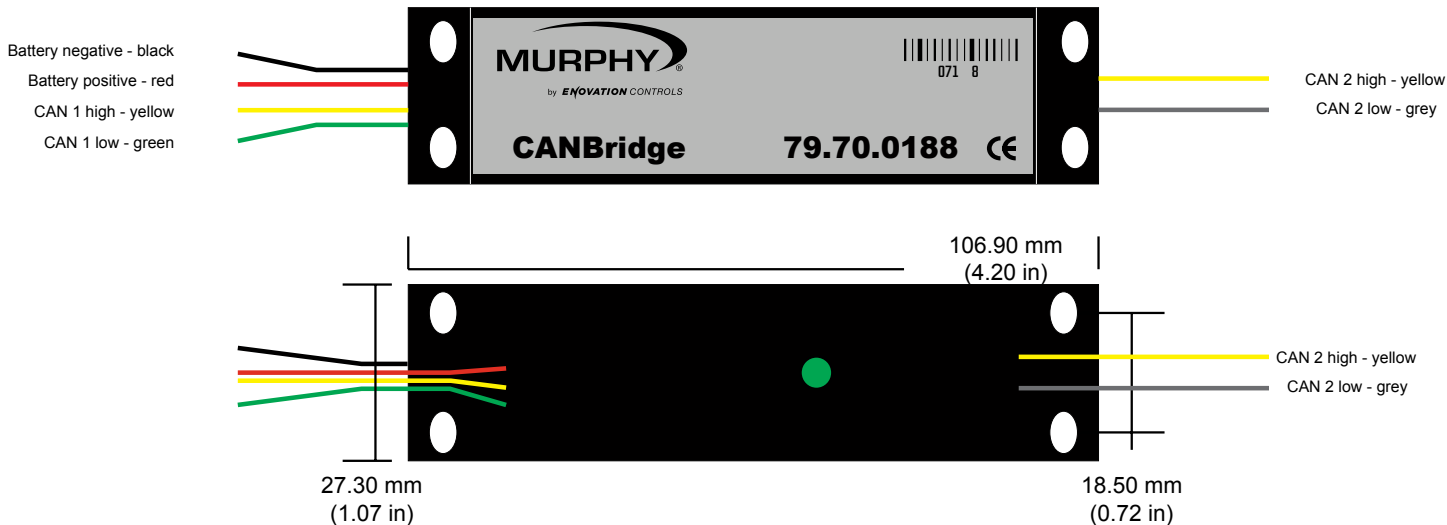 Battery negative - black
Battery positive - red
CAN 1 high - yellow
CAN 1 low - green
MURPHY®
by ENOVATION CONTROLS
071 8
CANBridge 79.70.0188 CE
CAN 2 high - yellow
CAN 2 low - grey
106.90 mm
(4.20 in)
CAN 2 high - yellow
CAN 2 low - grey
27.30 mm
(1.07 in)
18.50 mm
(0.72 in)